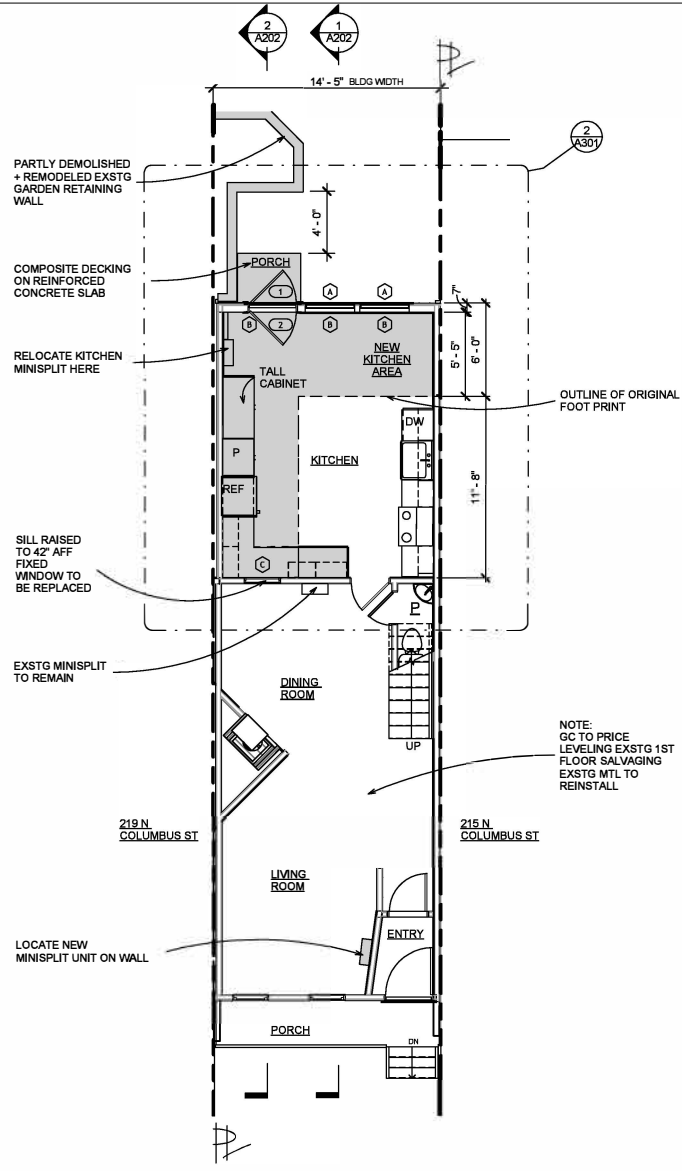 2
A202
1
A202
14' - 5" BLDG WIDTH
PL
2
A301
PARTLY DEMOLISHED
+ REMODELED EXSTG
GARDEN RETAINING
WALL
4' - 0"
COMPOSITE DECKING
ON REINFORCED
CONCRETE SLAB
PORCH
1
A
A
7"
B
2
B
B
RELOCATE KITCHEN
MINISPLIT HERE
NEW
KITCHEN
AREA
5' - 5"
6' - 0"
TALL
CABINET
OUTLINE OF ORIGINAL
FOOT PRINT
DW
P
KITCHEN
REF
11' - 8"
SILL RAISED
TO 42" AFF
FIXED
WINDOW TO
BE REPLACED
C
P
EXSTG MINISPLIT
TO REMAIN
DINING
ROOM
UP
NOTE:
GC TO PRICE
LEVELING EXSTG 1ST
FLOOR SALVAGING
EXSTG MTL TO
REINSTALL
219 N
COLUMBUS ST
215 N
COLUMBUS ST
LIVING
ROOM
LOCATE NEW
MINISPLIT UNIT ON WALL
ENTRY
PORCH
DN
PL